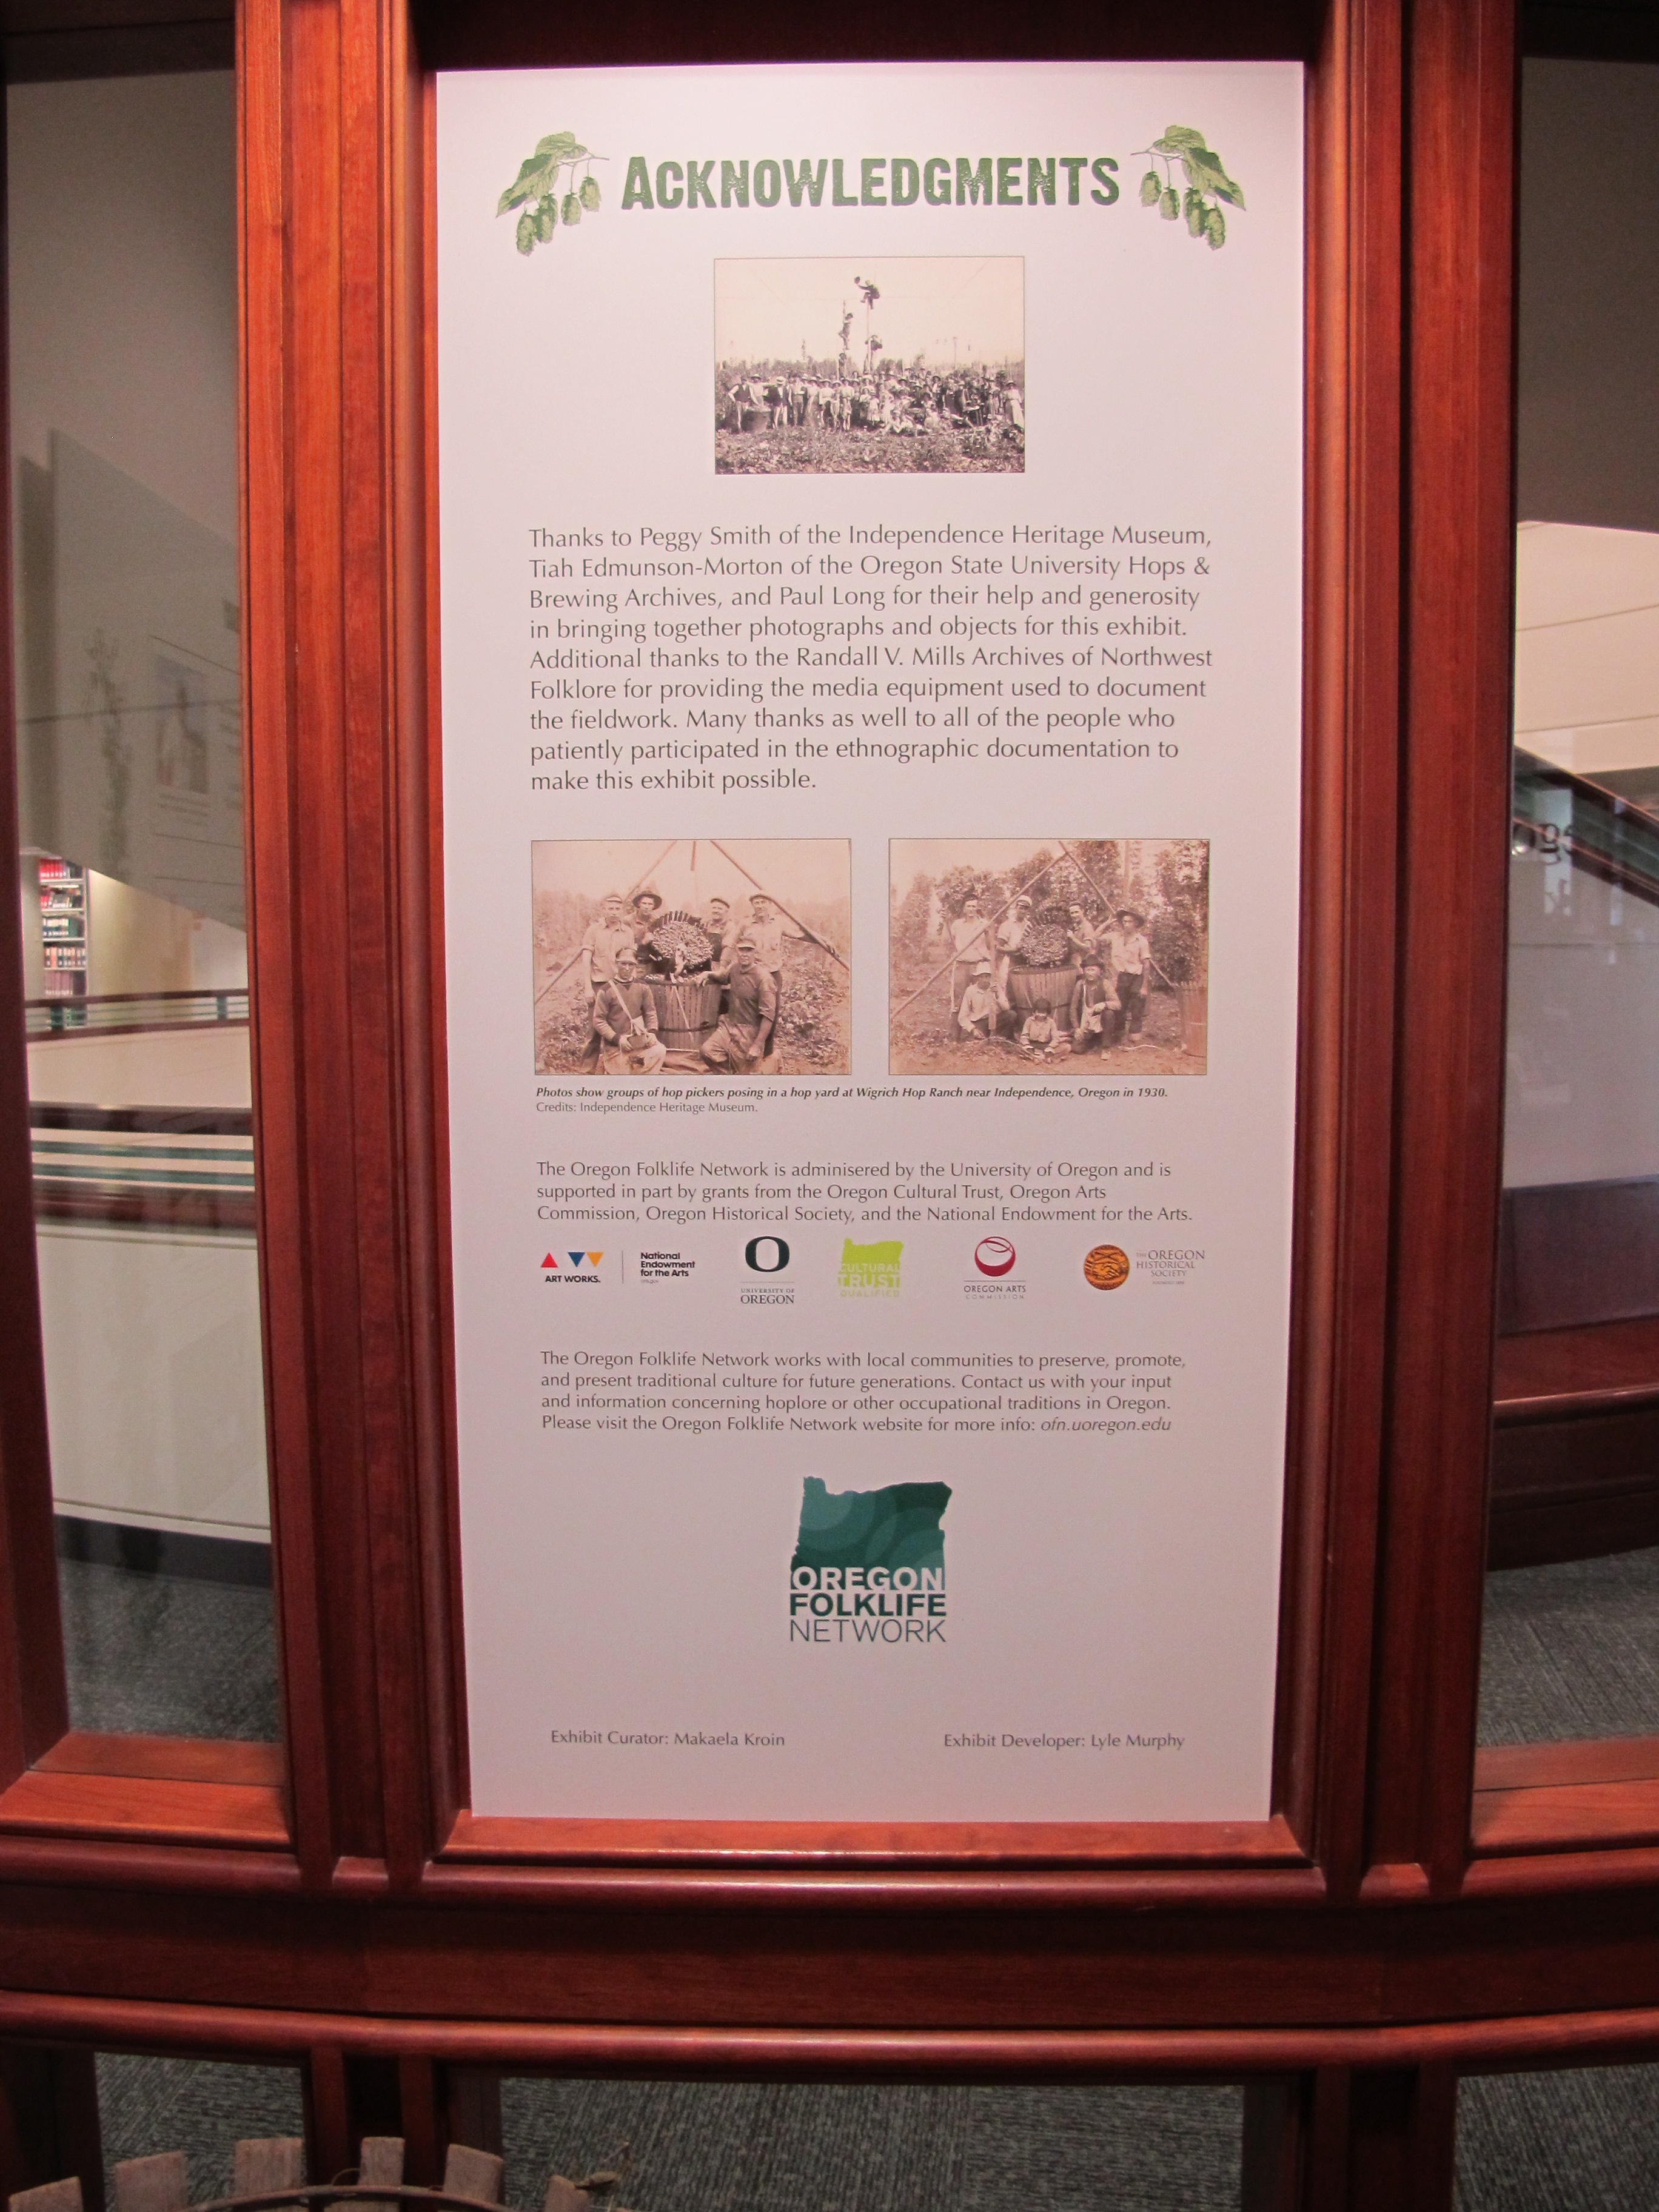 ACKNOWLEDGMENTS
Thanks to Peggy Smith of the Independence Heritage Museum,
Tiah Edmunson-Morton of the Oregon State University Hops &
Brewing Archives, and Paul Long for their help and generosity
in bringing together photographs and objects for this exhibit.
Additional thanks to the Randall V. Mills Archives of Northwest
Folklore for providing the media equipment used to document
the fieldwork. Many thanks as well to all of the people who
patiently participated in the ethnographic documentation to
make this exhibit possible.
Photos show groups of hop pickers posing in a hop yard at Wigrich Hop Ranch near Independence, Oregon in 1930.
Credits: Independence Heritage Museum.
The Oregon Folklife Network is adminisered by the University of Oregon and is
supported in part by grants from the Oregon Cultural Trust, Oregon Arts
Commission, Oregon Historical Society, and the National Endowment for the Arts.
ART WORKS.
National
Endowment
for the Arts
arts.gov
O
UNIVERSITY OF
OREGON
CULTURAL
TRUST
QUALIFIED
OREGON ARTS
COMMISSION
THE OREGON
HISTORICAL
SOCIETY
The Oregon Folklife Network works with local communities to preserve, promote,
and present traditional culture for future generations. Contact us with your input
and information concerning hoplore or other occupational traditions in Oregon.
Please visit the Oregon Folklife Network website for more info: ofn.uoregon.edu
OREGON
FOLKLIFE
NETWORK
Exhibit Curator: Makaela Kroin
Exhibit Developer: Lyle Murphy